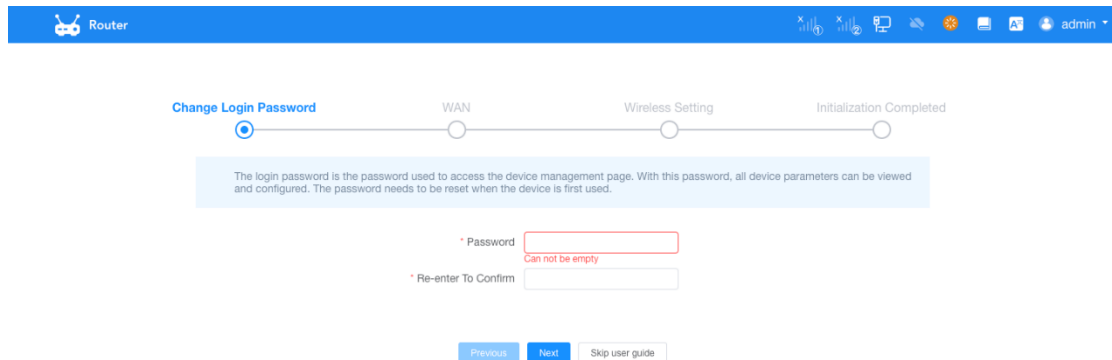 Router
admin
Change Login Password
WAN
Wireless Setting
Initialization Completed
The login password is the password used to access the device management page. With this password, all device parameters can be viewed
and configured. The password needs to be reset when the device is first used.
* Password
Can not be empty
* Re-enter To Confirm
Previous
Next
Skip user guide